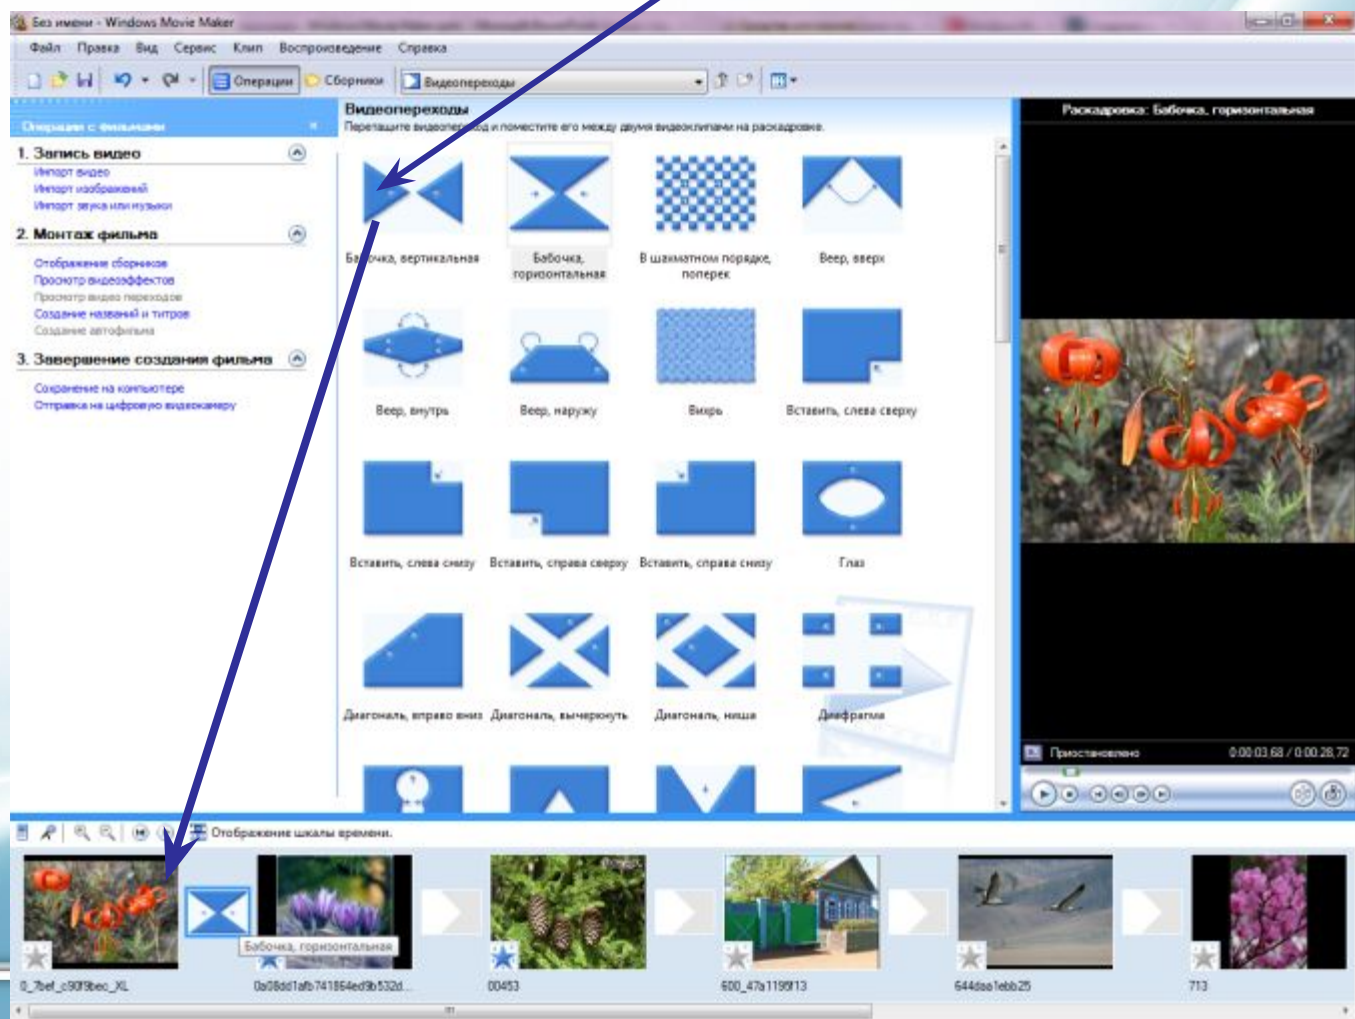 Без имени - Windows Movie Maker
Файл Правка Вид Сервис Клип Воспроизведение Справка
Операции Сборники Видеопереходы
Операции с фильмами
1. Запись видео
Импорт видео
Импорт изображений
Импорт звука или музыки
2. Монтаж фильма
Отображение сборников
Просмотр видеоэффектов
Просмотр видео переходов
Создание названий и титров
Создание автофильма
3. Завершение создания фильма
Сохранение на компьютере
Отправка на цифровую видеокамеру
Видеопереходы
Перетащите видеопереход и поместите его между двумя видеоклипами на раскадровке.
Бабочка, вертикальная
Бабочка,
горизонтальная
В шахматном порядке,
поперек
Веер, вверх
Веер, внутрь
Веер, наружу
Вихрь
Вставить, слева сверху
Вставить, слева снизу
Вставить, справа сверху
Вставить, справа снизу
Глаз
Диагональ, вправо вниз
Диагональ, вычеркнуть
Диагональ, ниша
Диафрагма
Раскадровка: Бабочка, горизонтальная
Приостановлено 0:00:03,68 / 0:00:28,72
Отображение шкалы времени.
Бабочка, горизонтальная
0_7bef_c90f9bec_XL
0a08dd1afb741864ed9b532d...
00453
600_47a1195f13
644daa1ebb25
713